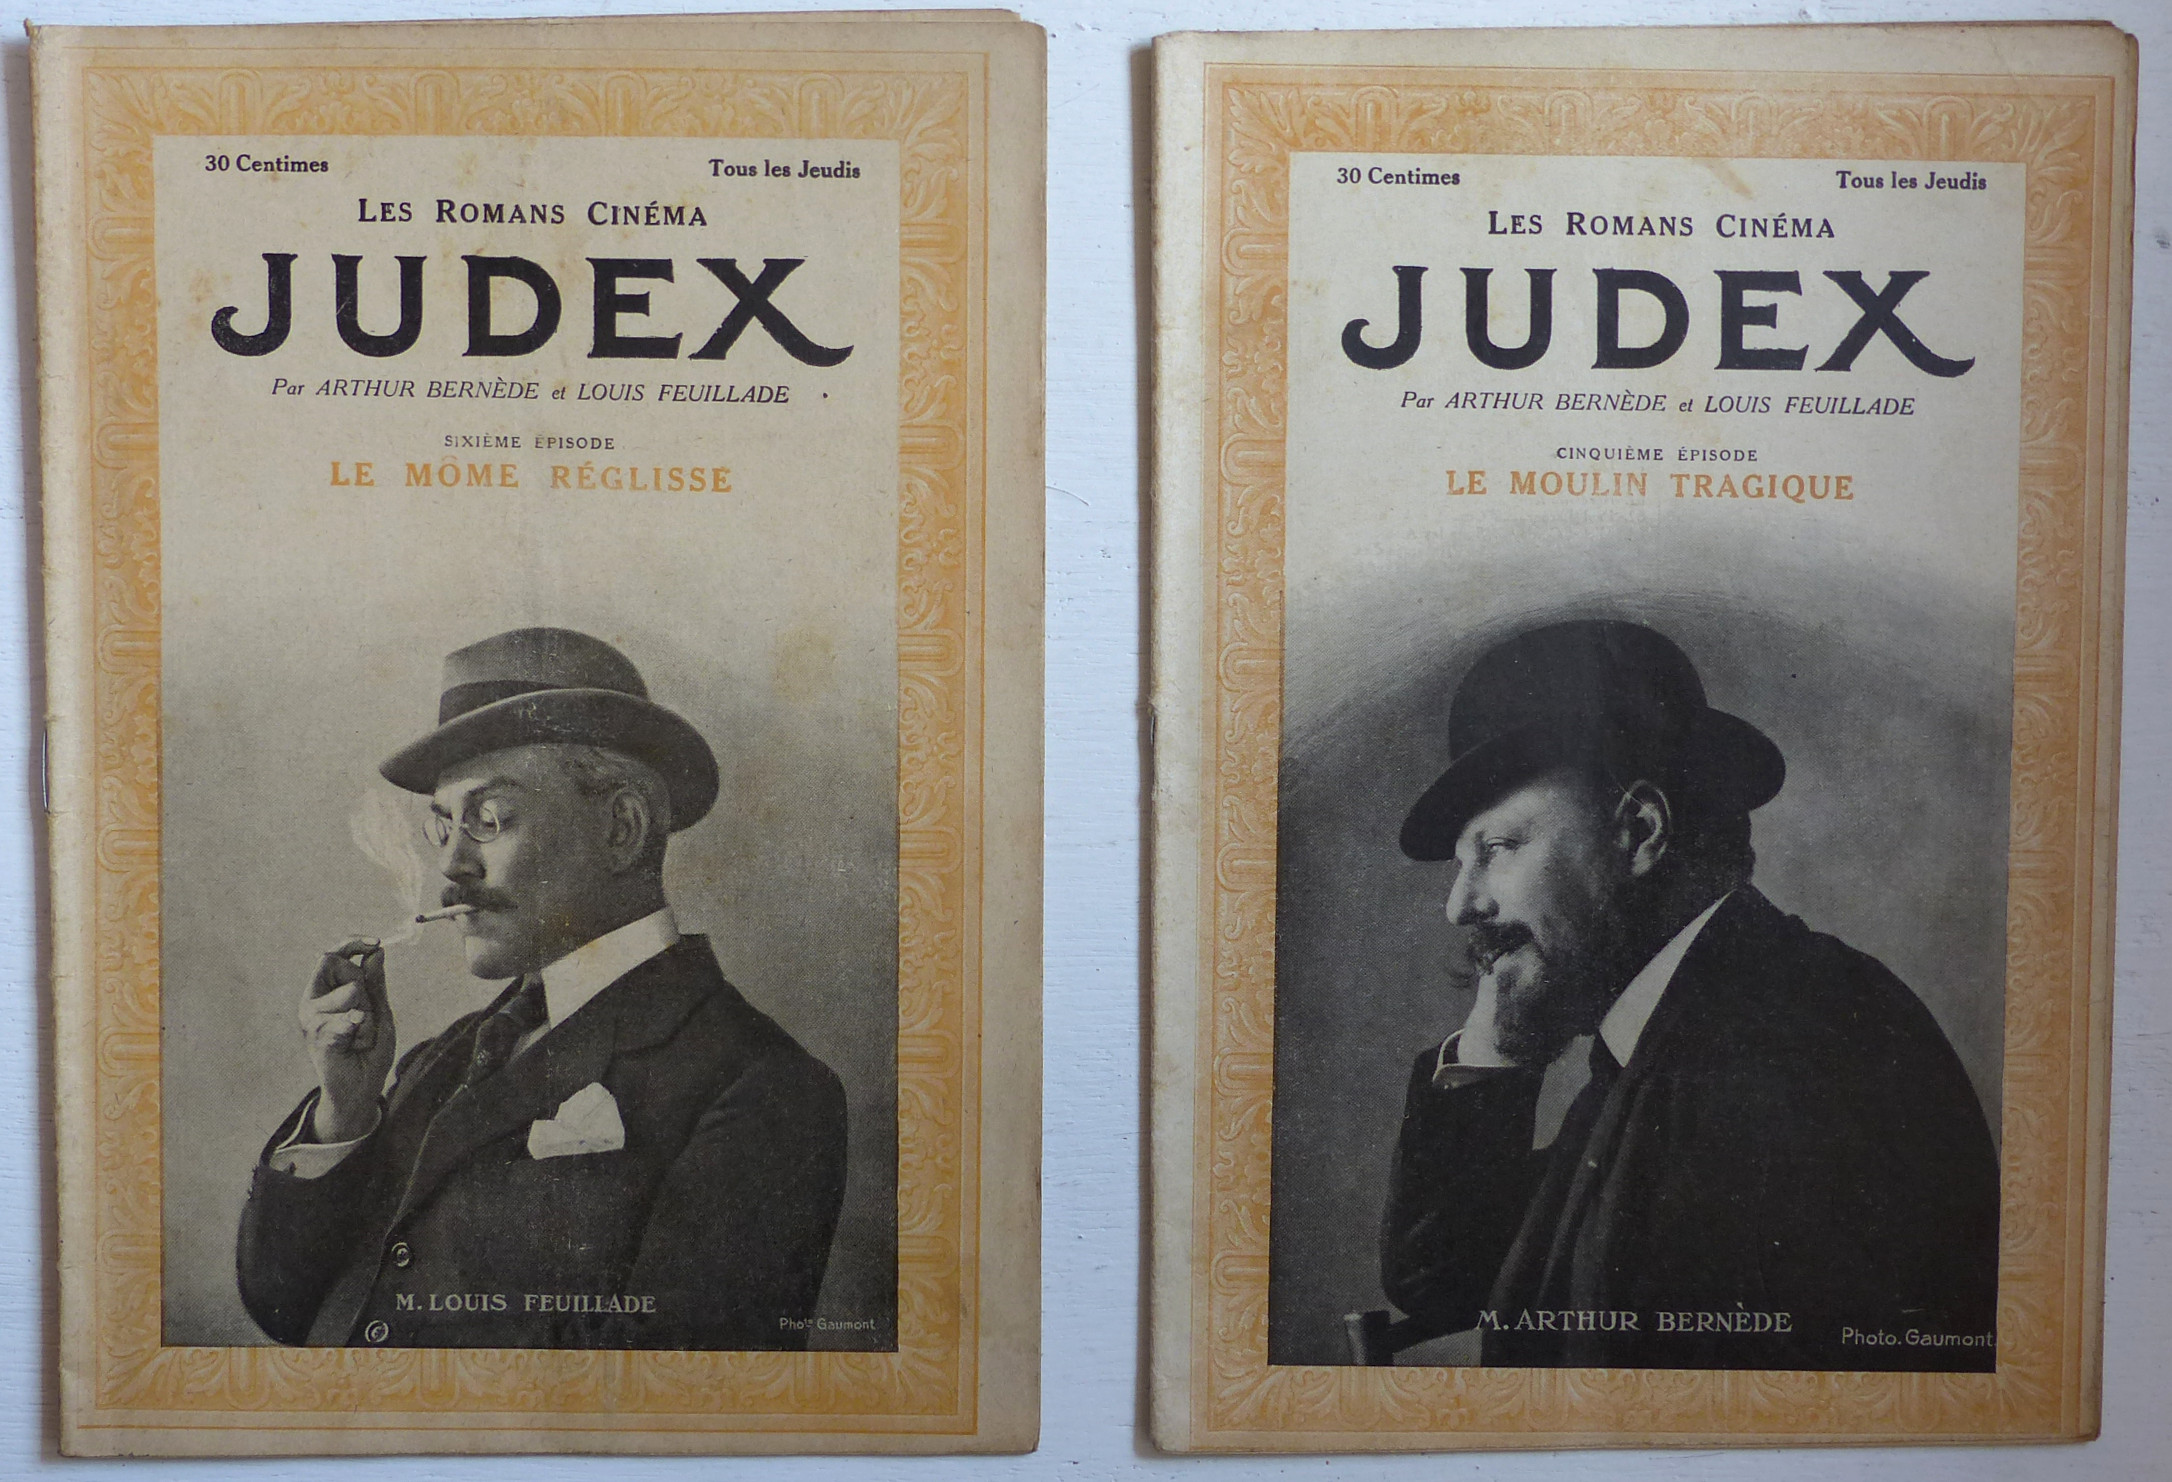 30 Centimes
Tous les Jeudis
LES ROMANS CINÉMA
JUDEX
Par ARTHUR BERNÈDE et LOUIS FEUILLADE
SIXIÈME ÉPISODE
LE MÔME RÉGLISSE
M. LOUIS FEUILLADE
Photo Gaumont
30 Centimes
Tous les Jeudis
LES ROMANS CINÉMA
JUDEX
Par ARTHUR BERNÈDE et LOUIS FEUILLADE
CINQUIÈME ÉPISODE
LE MOULIN TRAGIQUE
M. ARTHUR BERNÈDE
Photo. Gaumont